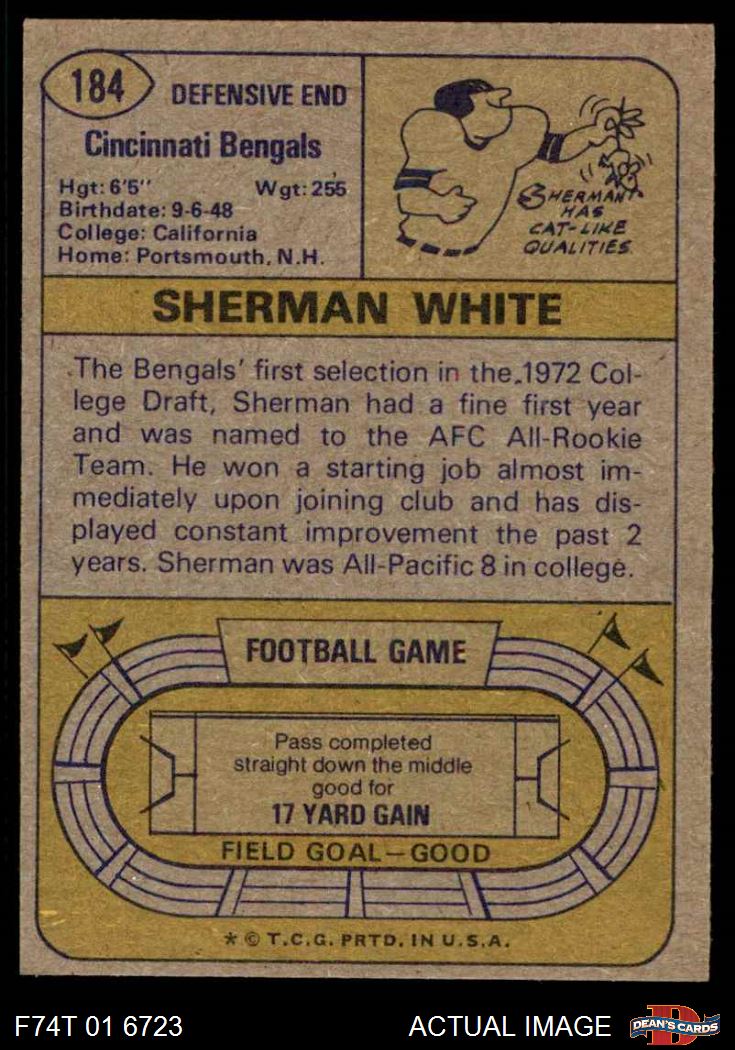 184
DEFENSIVE END
Cincinnati Bengals
Hgt: 6'5" Wgt: 255
Birthdate: 9-6-48
College: California
Home: Portsmouth, N.H.
SHERMAN HAS
CAT-LIKE
QUALITIES
SHERMAN WHITE
The Bengals' first selection in the 1972 Col-
lege Draft, Sherman had a fine first year
and was named to the AFC All-Rookie
Team. He won a starting job almost im-
mediately upon joining club and has dis-
played constant improvement the past 2
years. Sherman was All-Pacific 8 in college.
FOOTBALL GAME
Pass completed
straight down the middle
good for
17 YARD GAIN
FIELD GOAL—GOOD
* © T.C.G. PRTD. IN U.S.A.
F74T 01 6723
ACTUAL IMAGE
D
DEAN'S CARDS